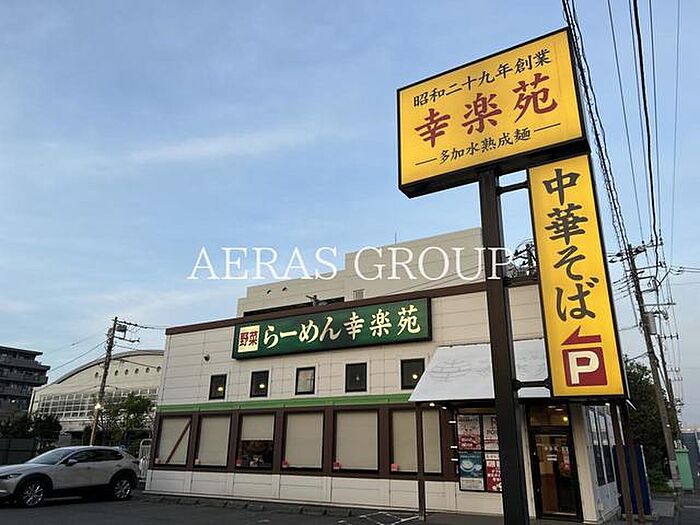 昭和二十九年創業
幸楽苑
多加水熟成麺
中華そば
P
AERAS GROUP
野菜 らーめん幸楽苑